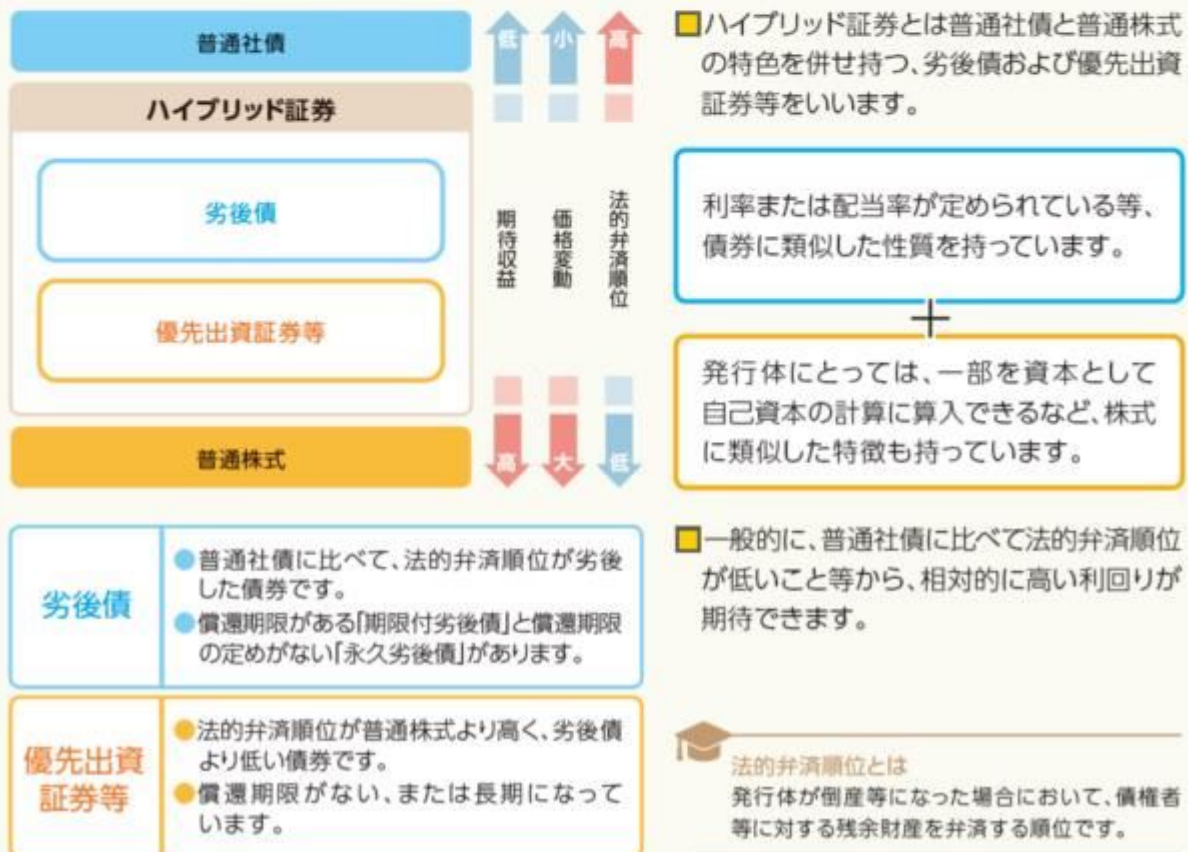 普通社債
ハイブリッド証券
劣後債
優先出資証券等
普通株式
低
小
高
期待収益
価格変動
法的弁済順位
高
大
低
ハイブリッド証券とは普通社債と普通株式
の特色を併せ持つ、劣後債および優先出資
証券等をいいます。
利率または配当率が定められている等、
債券に類似した性質を持っています。
+
発行体にとっては、一部を資本として
自己資本の計算に算入できるなど、株式
に類似した特徴も持っています。
一般的に、普通社債に比べて法的弁済順位
が低いこと等から、相対的に高い利回りが
期待できます。
劣後債
●普通社債に比べて、法的弁済順位が劣後
した債券です。
●償還期限がある「期限付劣後債」と償還期限
の定めがない「永久劣後債」があります。
優先出資
証券等
●法的弁済順位が普通株式より高く、劣後債
より低い債券です。
●償還期限がない、または長期になって
います。
法的弁済順位とは
発行体が倒産等になった場合において、債権者
等に対する残余財産を弁済する順位です。